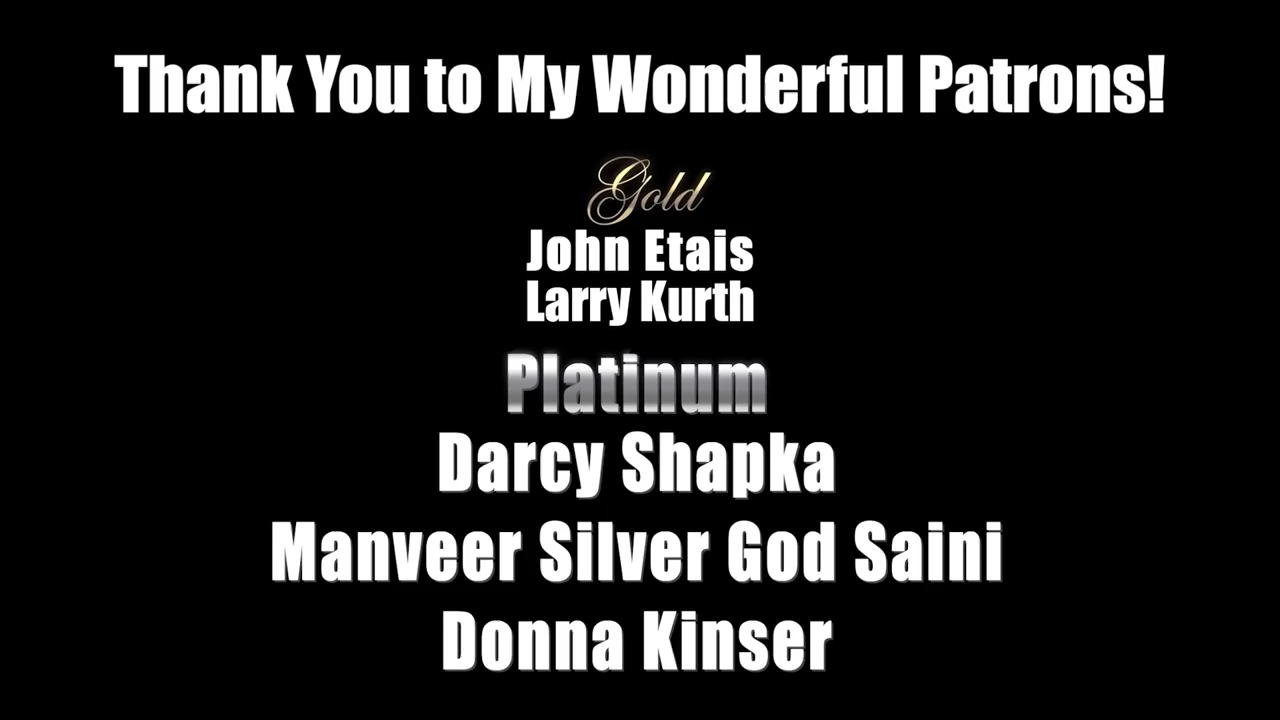 Thank You to My Wonderful Patrons!
Gold
John Etais
Larry Kurth
Platinum
Darcy Shapka
Manveer Silver God Saini
Donna Kinser